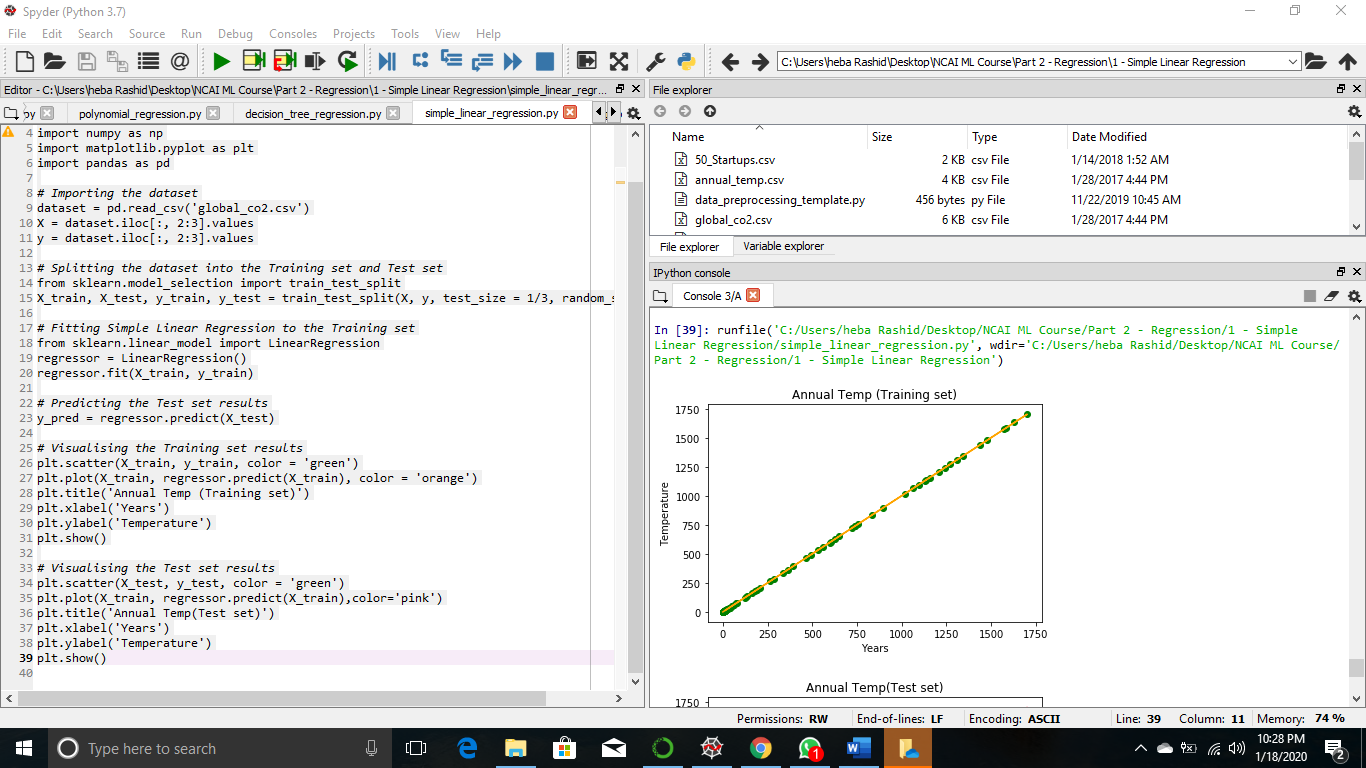 Spyder (Python 3.7)
File Edit Search Source Run Debug Consoles Projects Tools View Help
C:\Users\heba Rashid\Desktop\NCAI ML Course\Part 2 - Regression\1 - Simple Linear Regression
Editor - C:\Users\heba Rashid\Desktop\NCAI ML Course\Part 2 - Regression\1 - Simple Linear Regression\simple_linear_regr...
py polynomial_regression.py decision_tree_regression.py simple_linear_regression.py
4 import numpy as np
5 import matplotlib.pyplot as plt
6 import pandas as pd
7
8 # Importing the dataset
9 dataset = pd.read_csv('global_co2.csv')
10 X = dataset.iloc[:, 2:3].values
11 y = dataset.iloc[:, 2:3].values
12
13 # Splitting the dataset into the Training set and Test set
14 from sklearn.model_selection import train_test_split
15 X_train, X_test, y_train, y_test = train_test_split(X, y, test_size = 1/3, random_s
16
17 # Fitting Simple Linear Regression to the Training set
18 from sklearn.linear_model import LinearRegression
19 regressor = LinearRegression()
20 regressor.fit(X_train, y_train)
21
22 # Predicting the Test set results
23 y_pred = regressor.predict(X_test)
24
25 # Visualising the Training set results
26 plt.scatter(X_train, y_train, color = 'green')
27 plt.plot(X_train, regressor.predict(X_train), color = 'orange')
28 plt.title('Annual Temp (Training set)')
29 plt.xlabel('Years')
30 plt.ylabel('Temperature')
31 plt.show()
32
33 # Visualising the Test set results
34 plt.scatter(X_test, y_test, color = 'green')
35 plt.plot(X_train, regressor.predict(X_train),color='pink')
36 plt.title('Annual Temp(Test set)')
37 plt.xlabel('Years')
38 plt.ylabel('Temperature')
39 plt.show()
40
File explorer
Name Size Type Date Modified
50_Startups.csv 2 KB csv File 1/14/2018 1:52 AM
annual_temp.csv 4 KB csv File 1/28/2017 4:44 PM
data_preprocessing_template.py 456 bytes py File 11/22/2019 10:45 AM
global_co2.csv 6 KB csv File 1/28/2017 4:44 PM
File explorer Variable explorer
IPython console
Console 3/A
In [39]: runfile('C:/Users/heba Rashid/Desktop/NCAI ML Course/Part 2 - Regression/1 - Simple
Linear Regression/simple_linear_regression.py', wdir='C:/Users/heba Rashid/Desktop/NCAI ML Course/
Part 2 - Regression/1 - Simple Linear Regression')
Annual Temp (Training set)
1750
1500
1250
1000
750
500
250
0
Temperature
0 250 500 750 1000 1250 1500 1750
Years
Annual Temp(Test set)
1750
Permissions: RW End-of-lines: LF Encoding: ASCII Line: 39 Column: 11 Memory: 74 %
Type here to search
1
10:28 PM
1/18/2020
2